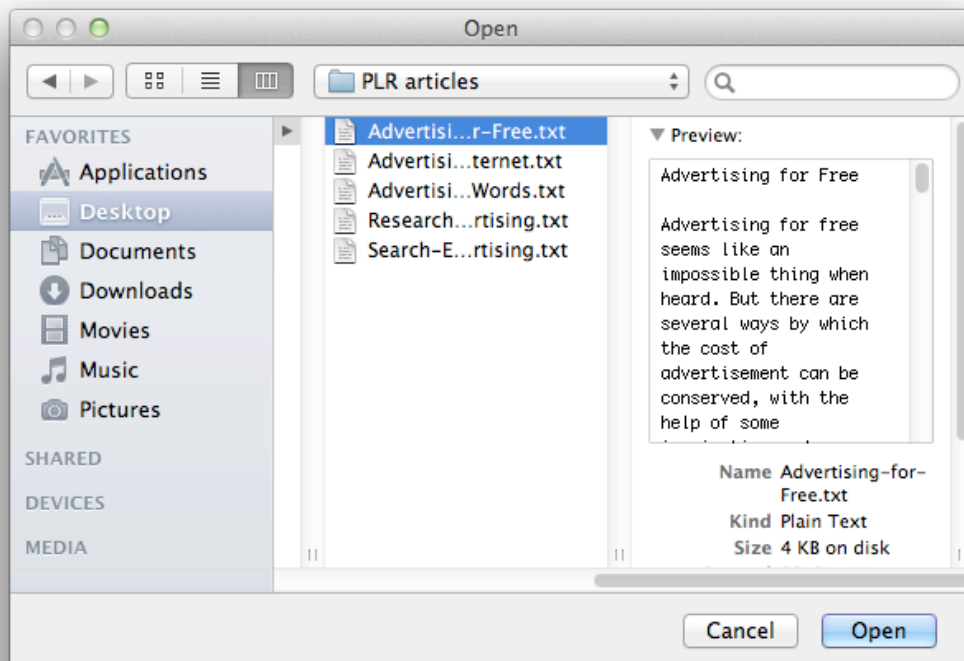 Open
PLR articles
FAVORITES
Applications
Desktop
Documents
Downloads
Movies
Music
Pictures
SHARED
DEVICES
MEDIA
Advertisi...r-Free.txt
Advertisi...ternet.txt
Advertisi...Words.txt
Research...rtising.txt
Search-E...rtising.txt
Preview:
Advertising for Free
Advertising for free
seems like an
impossible thing when
heard. But there are
several ways by which
the cost of
advertisement can be
conserved, with the
help of some
Name Advertising-for-
Free.txt
Kind Plain Text
Size 4 KB on disk
Cancel
Open